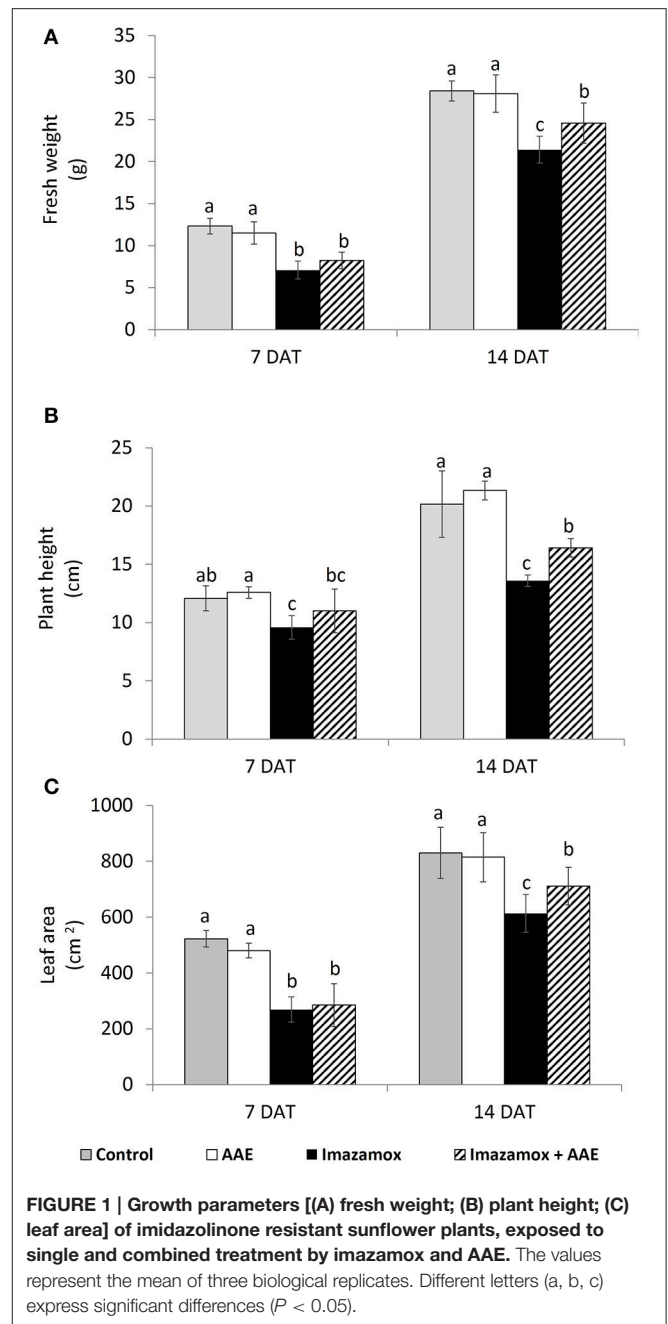 A
35
30
25
20
15
10
5
0
Fresh weight
(g)
a a b b
a a c b
7 DAT 14 DAT
B
25
20
15
10
5
0
Plant height
(cm)
ab a c bc
a a c b
7 DAT 14 DAT
C
1000
800
600
400
200
0
Leaf area
(cm ²)
a a b b
a a c b
7 DAT 14 DAT
Control AAE Imazamox Imazamox + AAE
FIGURE 1 | Growth parameters [(A) fresh weight; (B) plant height; (C)
leaf area] of imidazolinone resistant sunflower plants, exposed to
single and combined treatment by imazamox and AAE. The values
represent the mean of three biological replicates. Different letters (a, b, c)
express significant differences (P < 0.05).